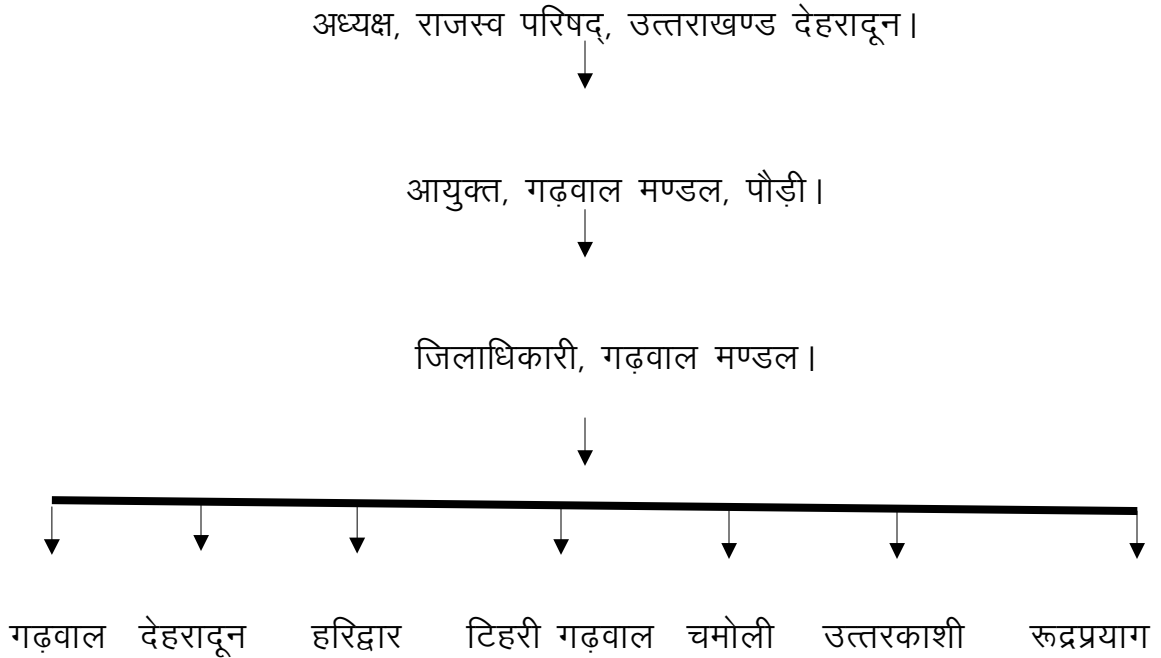 अध्यक्ष, राजस्व परिषद्, उत्तराखण्ड देहरादून।
आयुक्त, गढ़वाल मण्डल, पौड़ी।
जिलाधिकारी, गढ़वाल मण्डल।
गढ़वाल देहरादून हरिद्वार टिहरी गढ़वाल चमोली उत्तरकाशी रूद्रप्रयाग